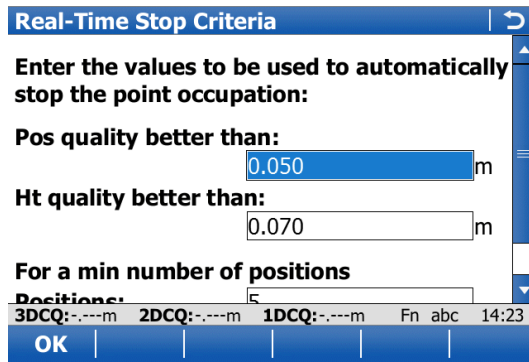 Real-Time Stop Criteria
Enter the values to be used to automatically
stop the point occupation:
Pos quality better than:
0.050 m
Ht quality better than:
0.070 m
For a min number of positions
Positions: 5
3DCQ:-.---m 2DCQ:-.---m 1DCQ:-.---m Fn abc 14:23
OK